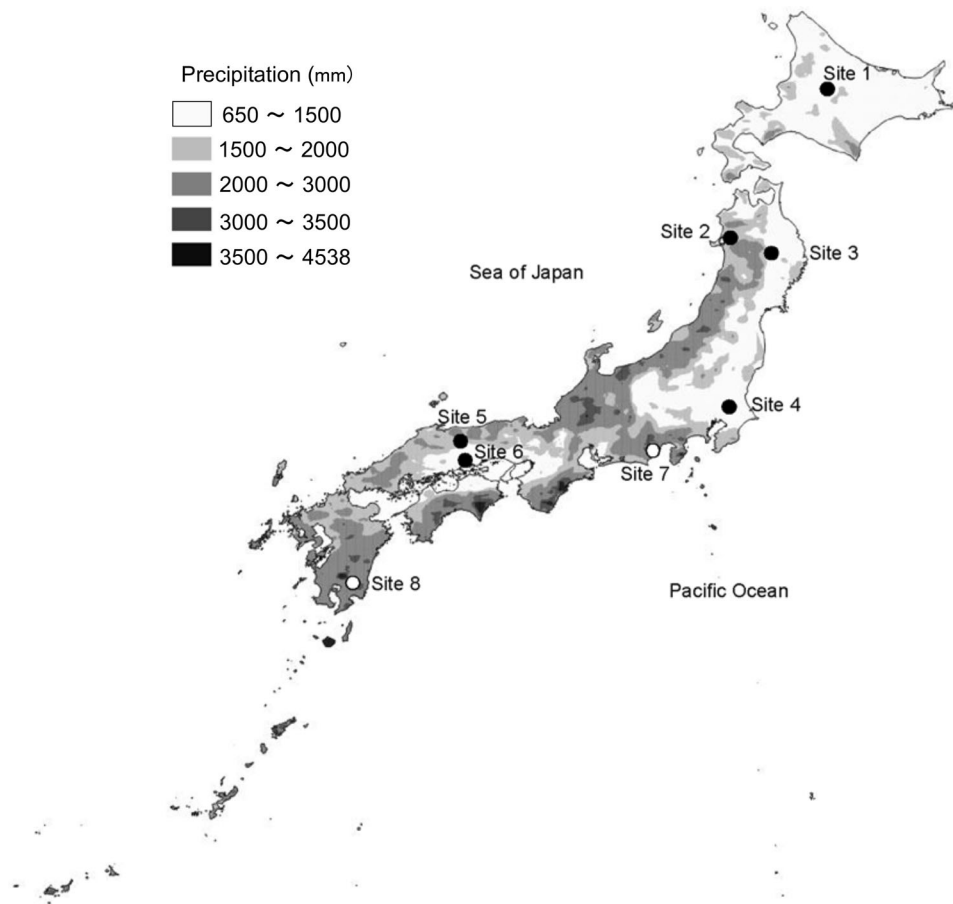 Precipitation (mm)
650 ～ 1500
1500 ～ 2000
2000 ～ 3000
3000 ～ 3500
3500 ～ 4538
Site 1
Site 2
Site 3
Sea of Japan
Site 4
Site 5
Site 6
Site 7
Site 8
Pacific Ocean